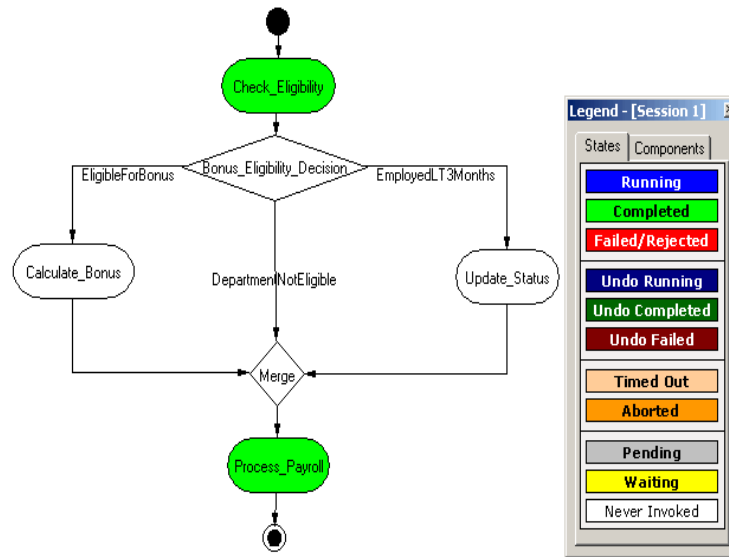 Check_Eligibility
Bonus_Eligibility_Decision
EligibleForBonus
EmployedLT3Months
Calculate_Bonus
DepartmentNotEligible
Update_Status
Merge
Process_Payroll
Legend - [Session 1]
States
Components
Running
Completed
Failed/Rejected
Undo Running
Undo Completed
Undo Failed
Timed Out
Aborted
Pending
Waiting
Never Invoked